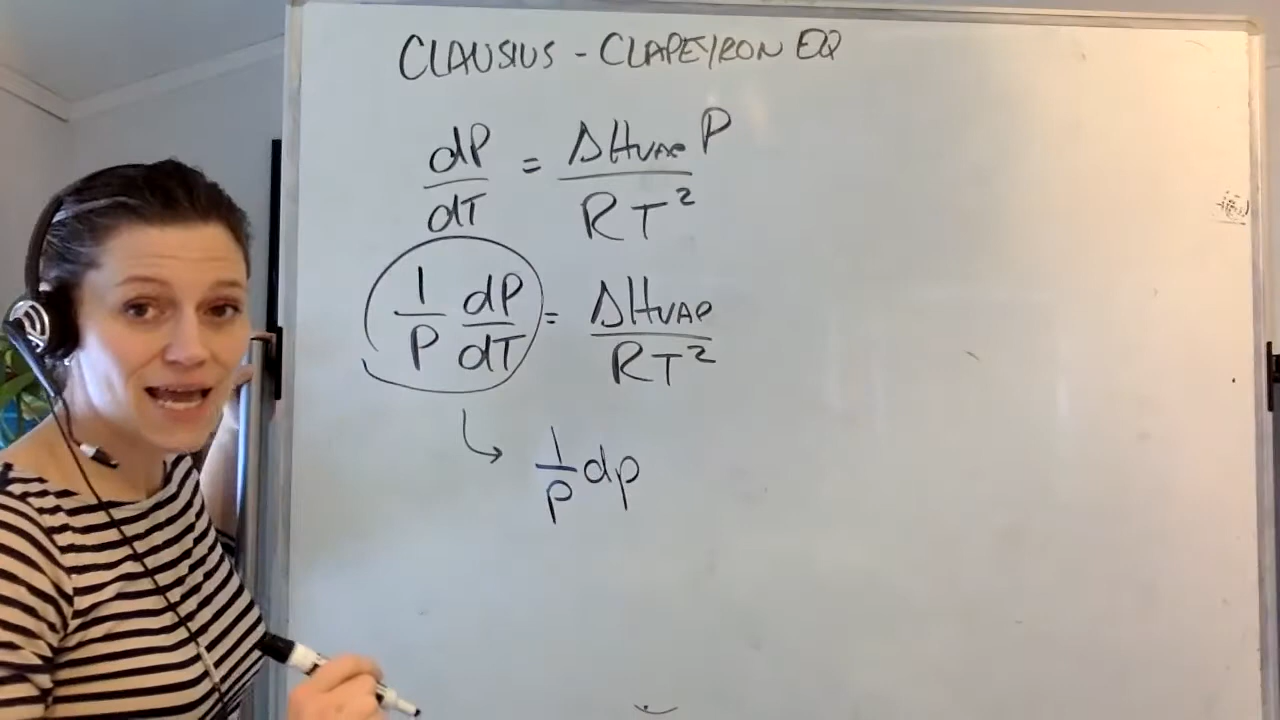 CLAUSIUS - CLAPEYRON EQ
dP/dT = ΔHvap P / RT²
1/P dP/dT = ΔHVAP / RT²
↳ 1/p dp